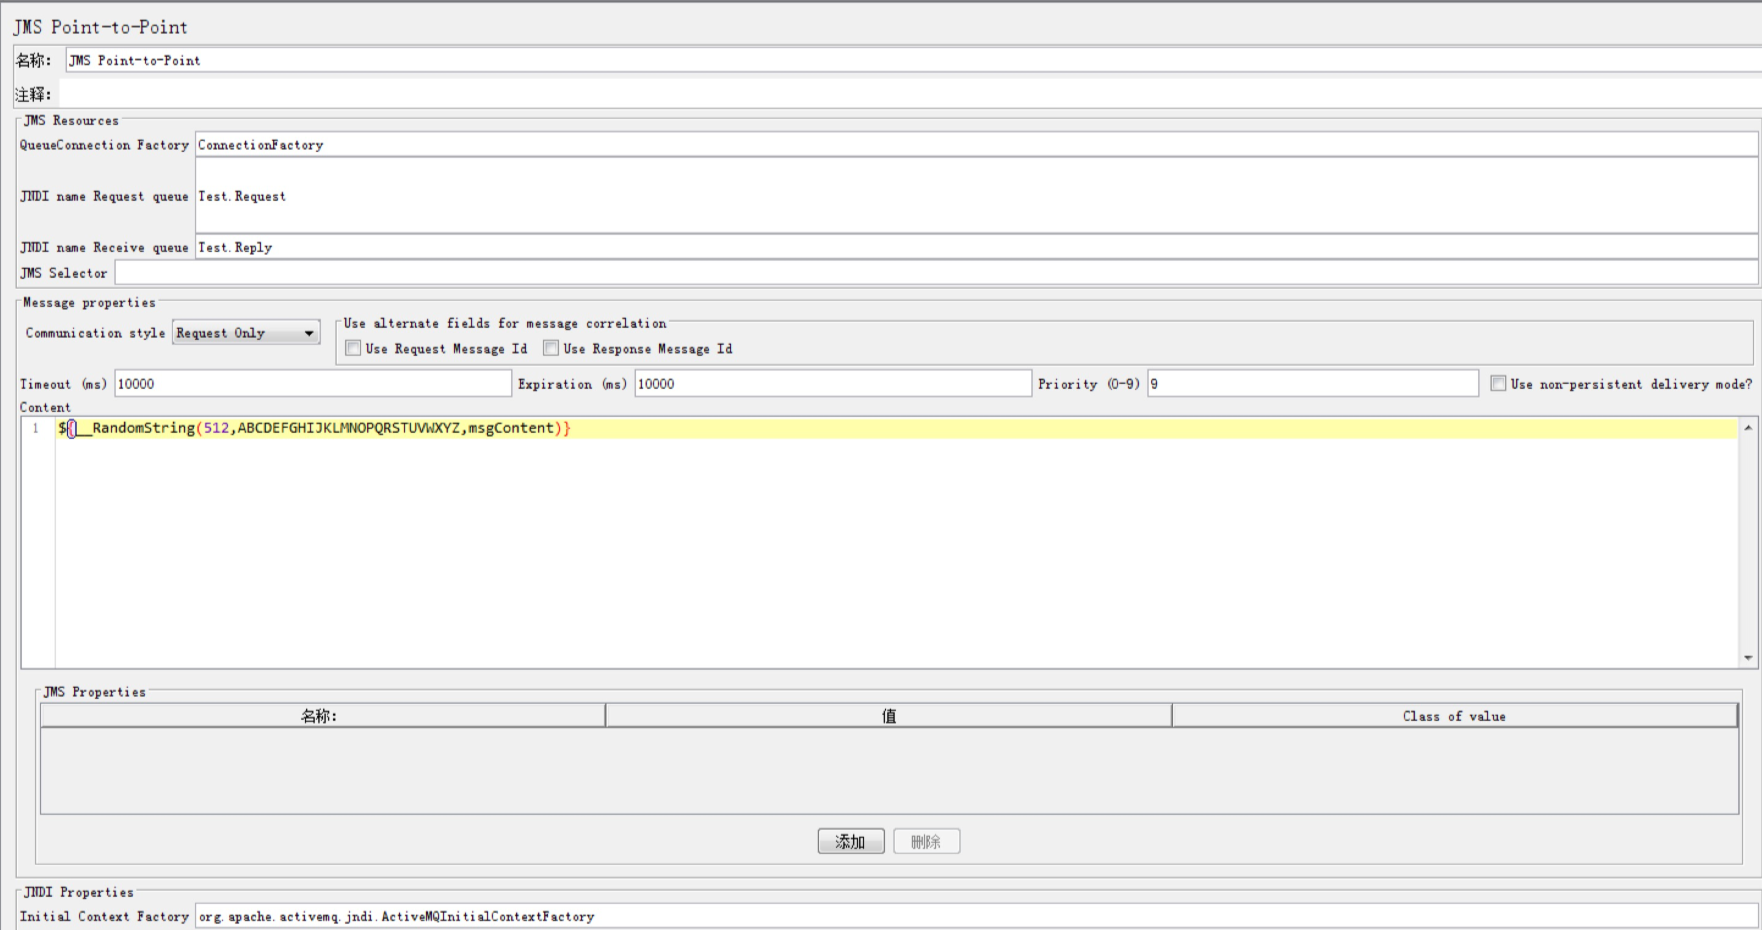 JMS Point-to-Point
名称: JMS Point-to-Point
注释:
JMS Resources
QueueConnection Factory ConnectionFactory
JNDI name Request queue Test.Request
JNDI name Receive queue Test.Reply
JMS Selector
Message properties
Communication style Request Only
Use alternate fields for message correlation
Use Request Message Id Use Response Message Id
Timeout (ms) 10000 Expiration (ms) 10000 Priority (0-9) 9 Use non-persistent delivery mode?
Content
1 ${__RandomString(512,ABCDEFGHIJKLMNOPQRSTUVWXYZ,msgContent)}
JMS Properties
名称: 值 Class of value
添加 删除
JNDI Properties
Initial Context Factory org.apache.activemq.jndi.ActiveMQInitialContextFactory